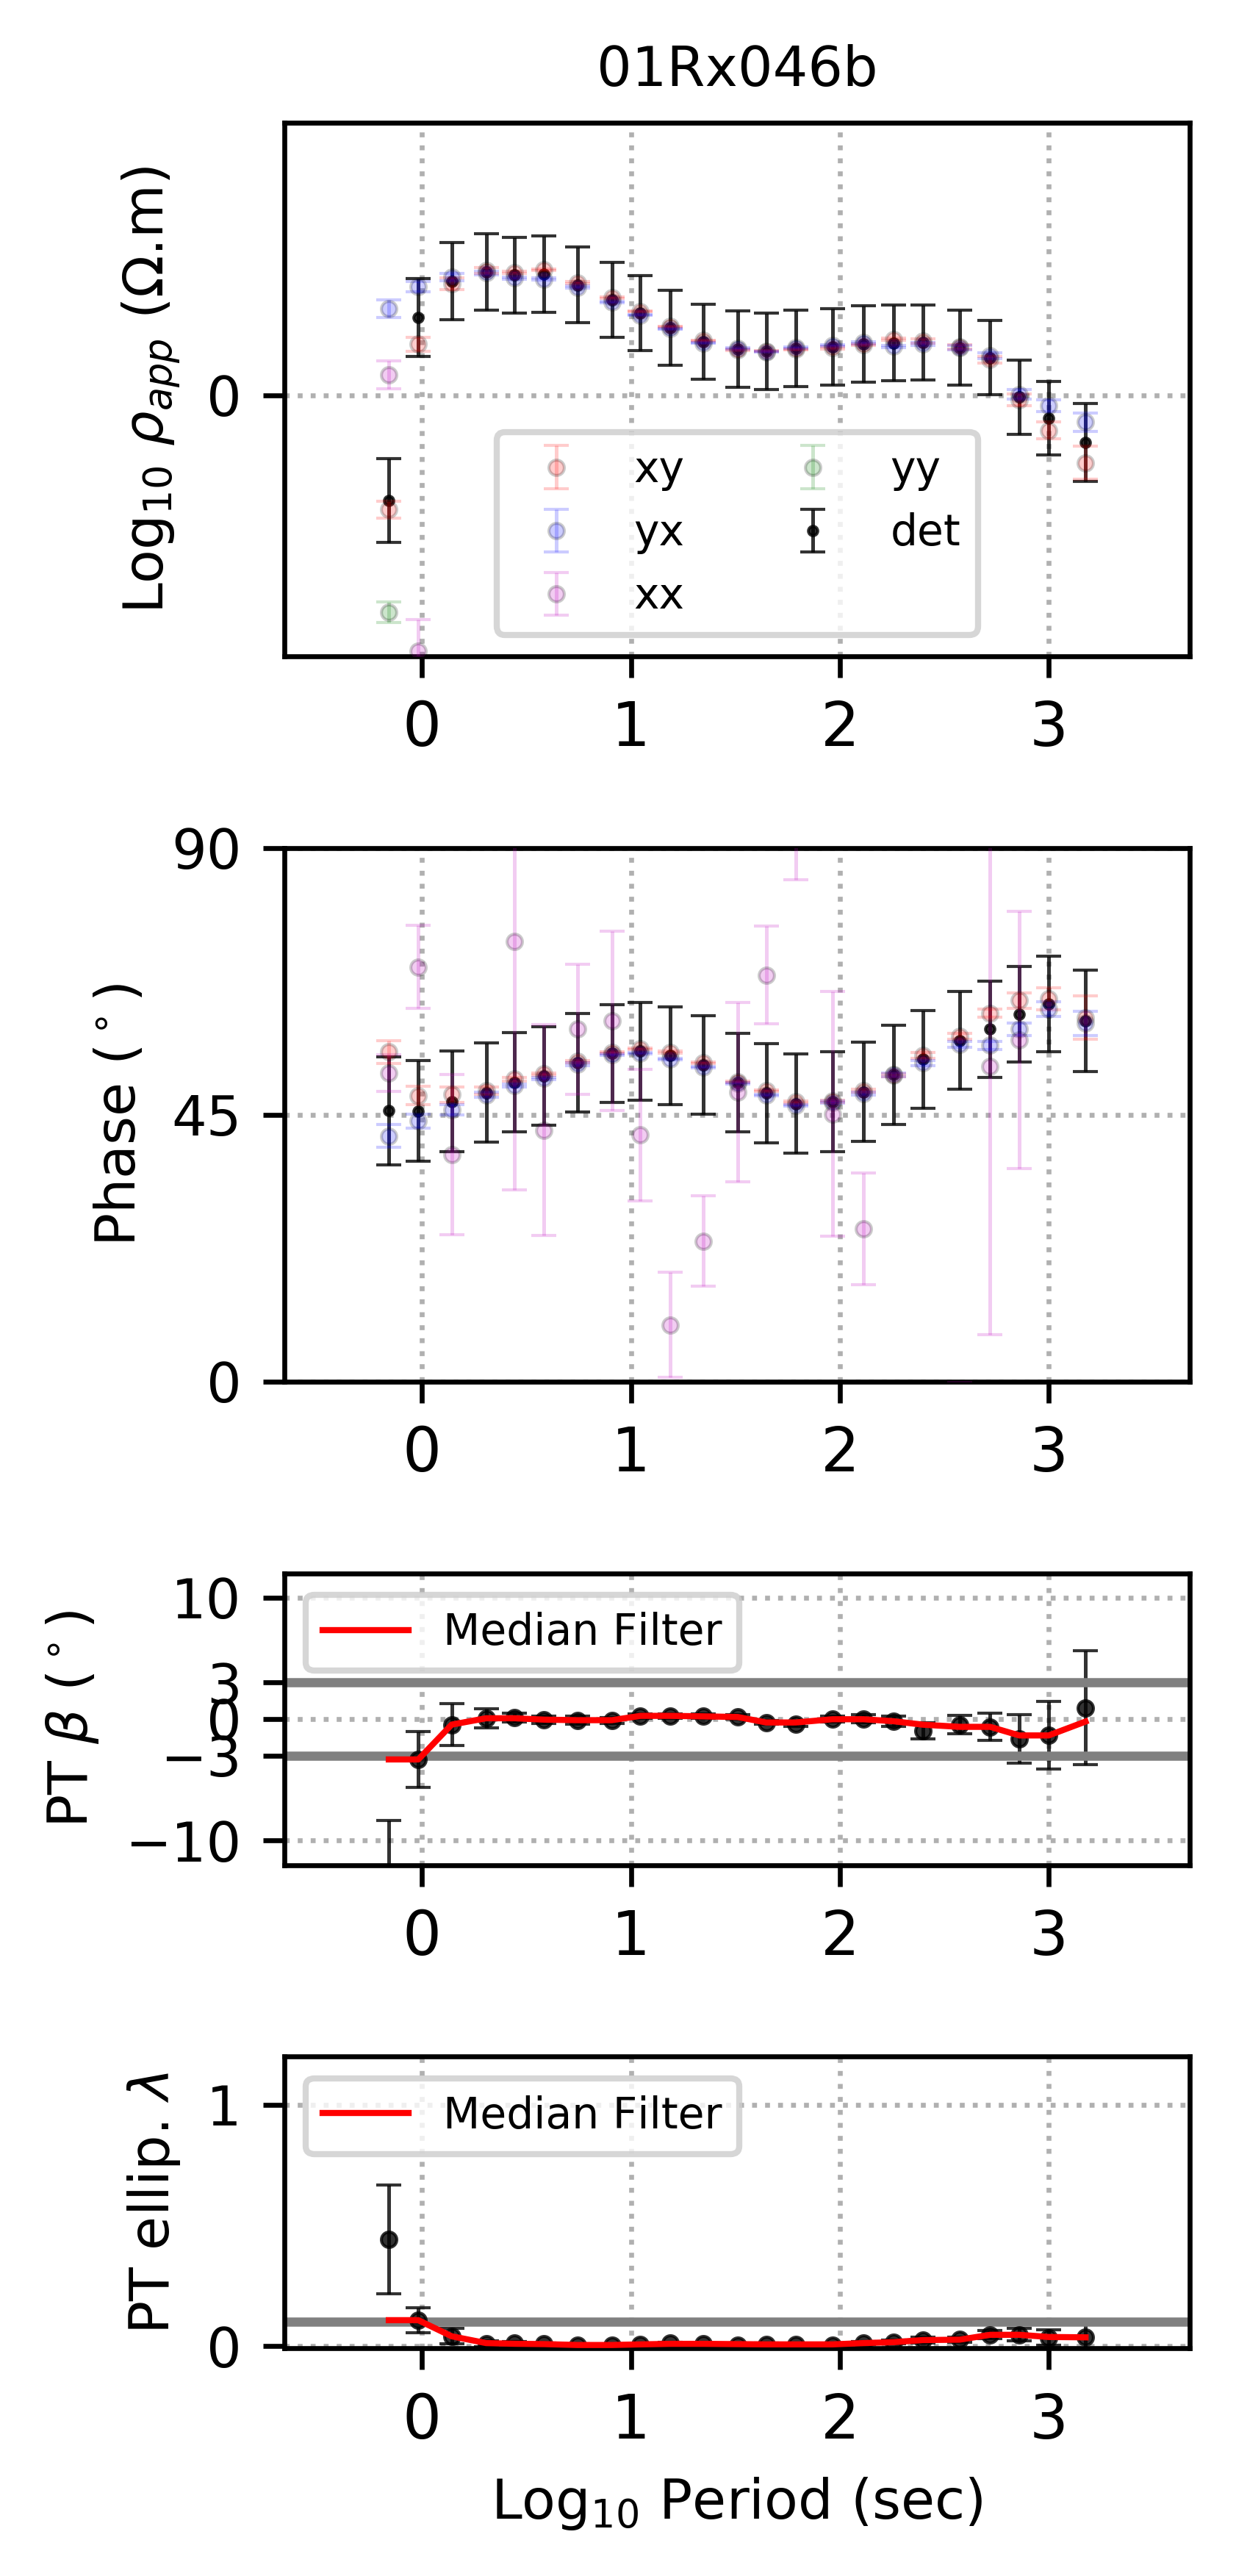 01Rx046b
Log₁₀ ρₐₚₚ (Ω.m)
0
xy
yx
xx
yy
det
0 1 2 3
Phase (°)
90
45
0
0 1 2 3
PT β (°)
10
3
0
−3
−10
Median Filter
0 1 2 3
PT ellip. λ
1
0
Median Filter
0 1 2 3
Log₁₀ Period (sec)